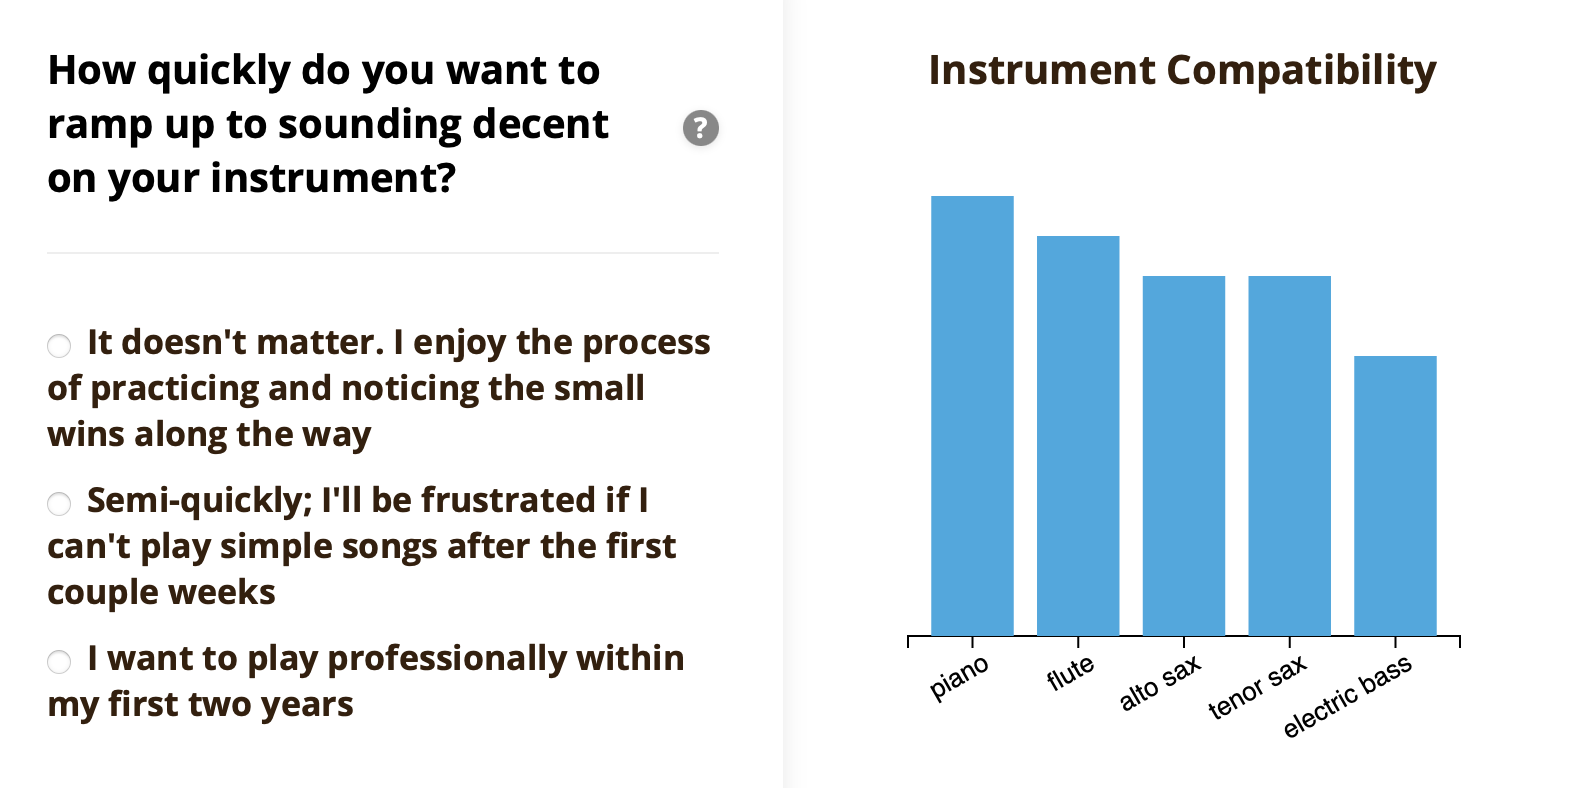 How quickly do you want to
ramp up to sounding decent
on your instrument?
?
It doesn't matter. I enjoy the process
of practicing and noticing the small
wins along the way
Semi-quickly; I'll be frustrated if I
can't play simple songs after the first
couple weeks
I want to play professionally within
my first two years
Instrument Compatibility
piano
flute
alto sax
tenor sax
electric bass